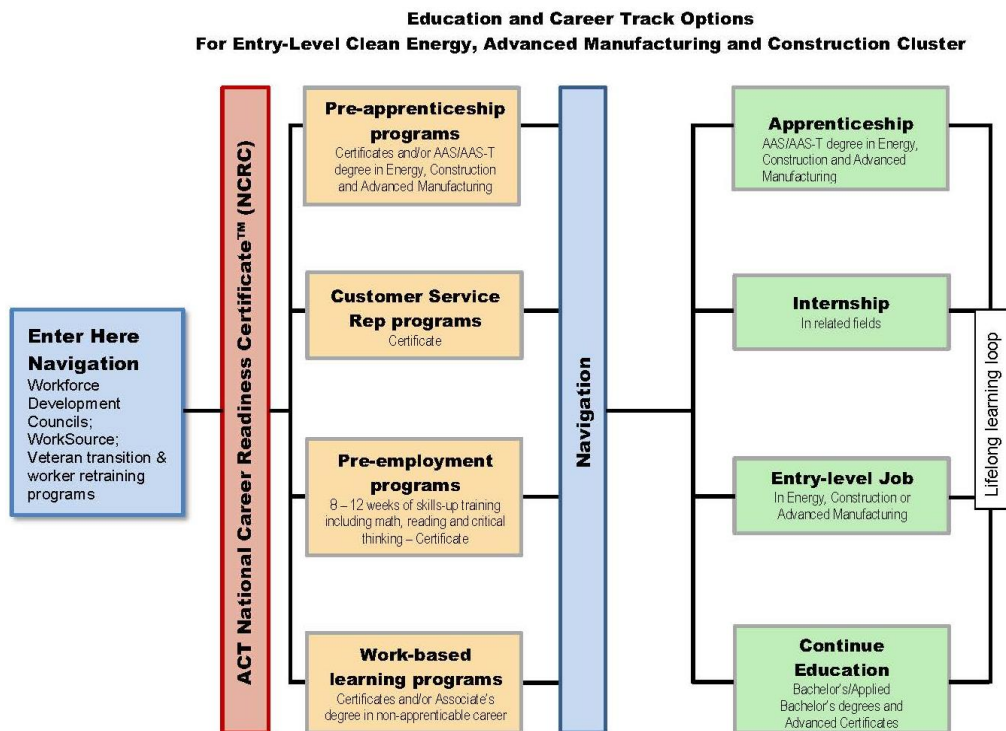 Education and Career Track Options
For Entry-Level Clean Energy, Advanced Manufacturing and Construction Cluster
Enter Here
Navigation
Workforce
Development
Councils;
WorkSource;
Veteran transition &
worker retraining
programs
ACT National Career Readiness Certificate™ (NCRC)
Pre-apprenticeship
programs
Certificates and/or AAS/AAS-T
degree in Energy, Construction
and Advanced Manufacturing
Customer Service
Rep programs
Certificate
Pre-employment
programs
8 – 12 weeks of skills-up training
including math, reading and critical
thinking – Certificate
Work-based
learning programs
Certificates and/or Associate's
degree in non-apprenticable career
Navigation
Apprenticeship
AAS/AAS-T degree in Energy,
Construction and Advanced
Manufacturing
Internship
In related fields
Entry-level Job
In Energy, Construction or
Advanced Manufacturing
Continue
Education
Bachelor's/Applied
Bachelor's degrees and
Advanced Certificates
Lifelong learning loop